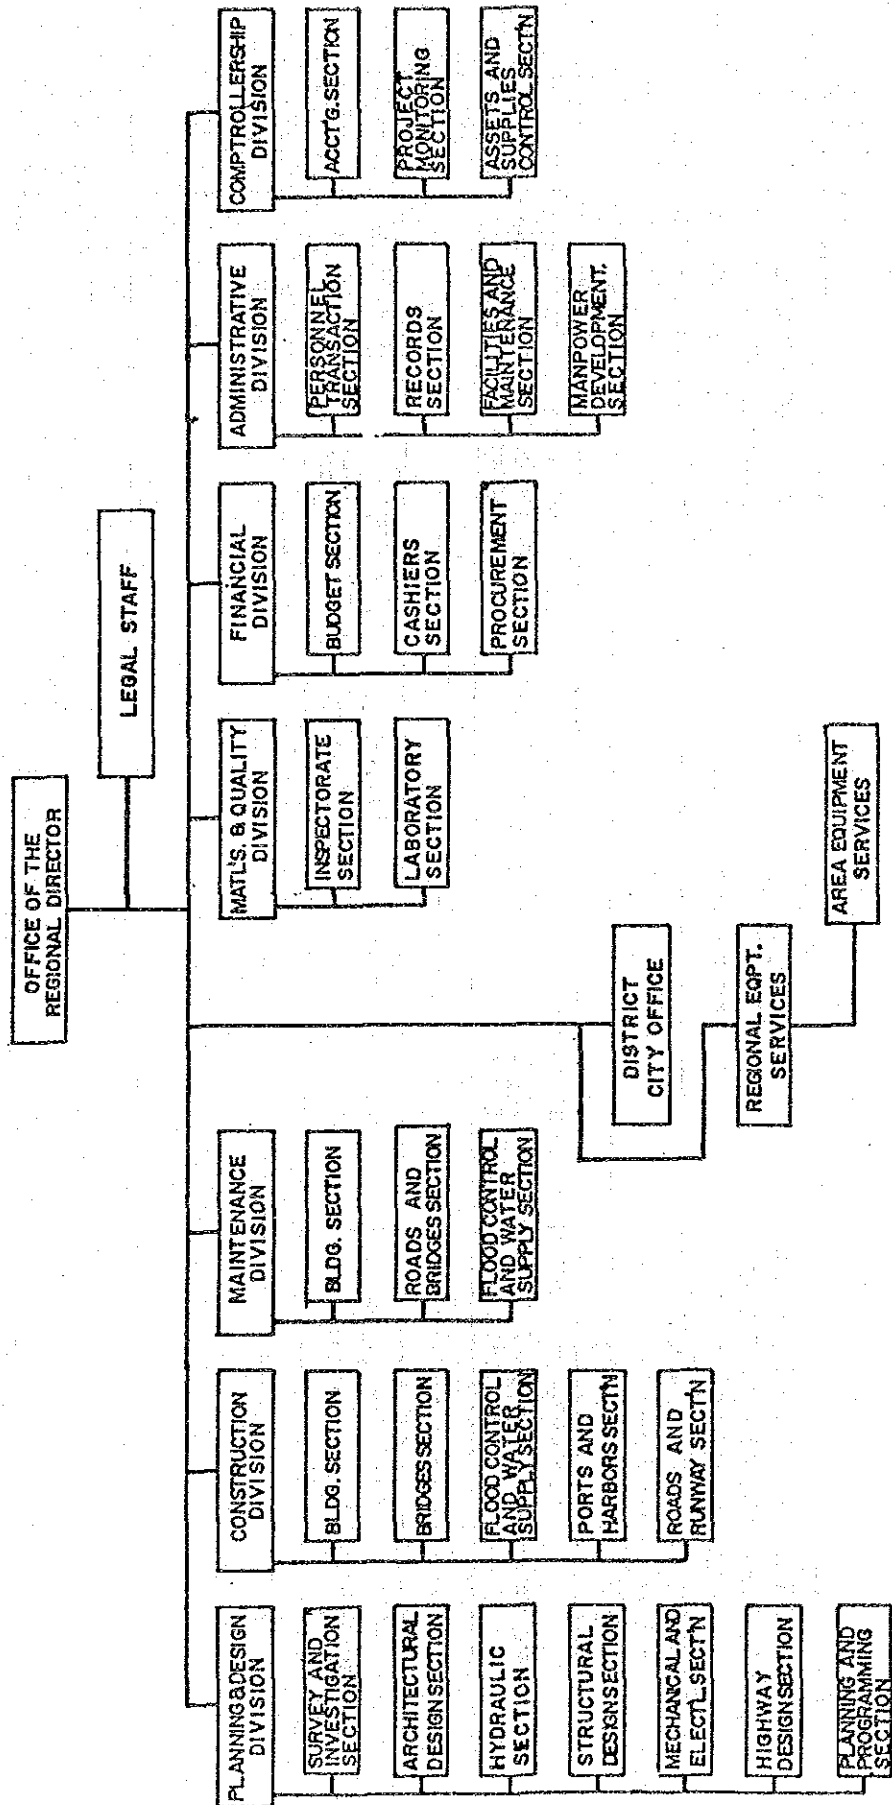 OFFICE OF THE
REGIONAL DIRECTOR
LEGAL STAFF
PLANNING & DESIGN
DIVISION
SURVEY AND
INVESTIGATION
SECTION
ARCHITECTURAL
DESIGN SECTION
HYDRAULIC
SECTION
STRUCTURAL
DESIGN SECTION
MECHANICAL AND
ELECT'L. SECT'N
HIGHWAY
DESIGN SECTION
PLANNING AND
PROGRAMMING
SECTION
CONSTRUCTION
DIVISION
BLDG. SECTION
BRIDGES SECTION
FLOOD CONTROL
AND WATER
SUPPLY SECTION
PORTS AND
HARBORS SECT'N
ROADS AND
RUNWAY SECT'N
MAINTENANCE
DIVISION
BLDG. SECTION
ROADS AND
BRIDGES SECTION
FLOOD CONTROL
AND WATER
SUPPLY SECTION
MATL'S. & QUALITY
DIVISION
INSPECTORATE
SECTION
LABORATORY
SECTION
FINANCIAL
DIVISION
BUDGET SECTION
CASHIERS
SECTION
PROCUREMENT
SECTION
ADMINISTRATIVE
DIVISION
PERSONNEL
TRANSACTION
SECTION
RECORDS
SECTION
FACILITIES AND
MAINTENANCE
SECTION
MANPOWER
DEVELOPMENT.
SECTION
COMPTROLLERSHIP
DIVISION
ACCT'G. SECTION
PROJECT
MONITORING
SECTION
ASSETS AND
SUPPLIES
CONTROL SECT'N
DISTRICT
CITY OFFICE
REGIONAL EQPT.
SERVICES
AREA EQUIPMENT
SERVICES